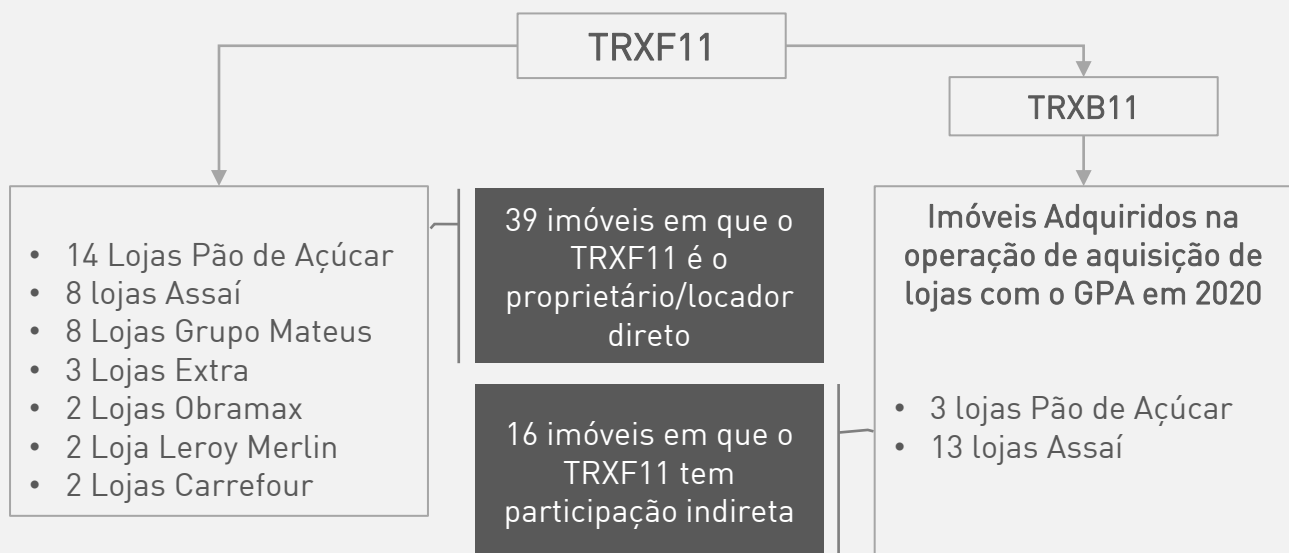 TRXF11
TRXB11
• 14 Lojas Pão de Açúcar
• 8 lojas Assaí
• 8 Lojas Grupo Mateus
• 3 Lojas Extra
• 2 Lojas Obramax
• 2 Loja Leroy Merlin
• 2 Lojas Carrefour
39 imóveis em que o
TRXF11 é o
proprietário/locador
direto
16 imóveis em que o
TRXF11 tem
participação indireta
Imóveis Adquiridos na
operação de aquisição de
lojas com o GPA em 2020
• 3 lojas Pão de Açúcar
• 13 lojas Assaí